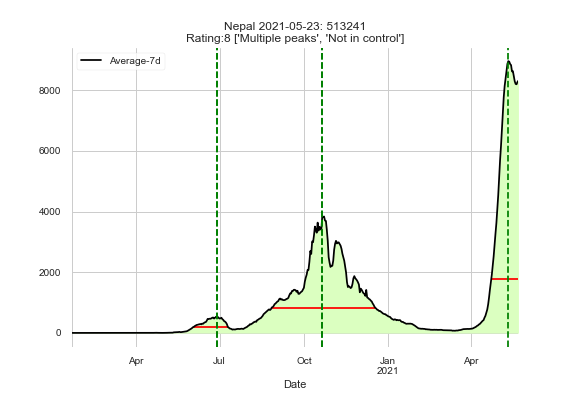 Nepal 2021-05-23: 513241
Rating:8 ['Multiple peaks', 'Not in control']
Average-7d
8000
6000
4000
2000
0
Apr
Jul
Oct
Jan
2021
Apr
Date